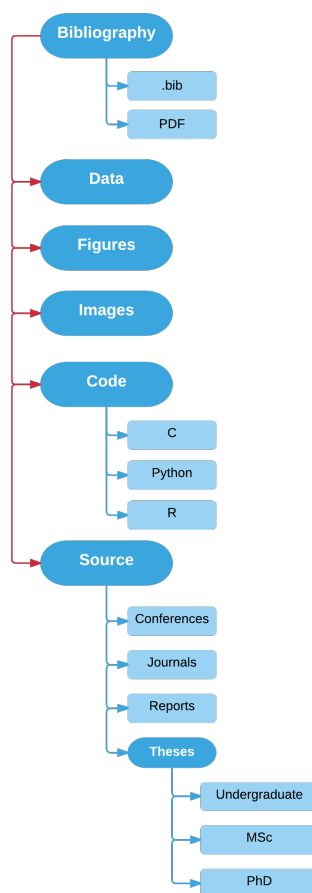 Bibliography
.bib
PDF
Data
Figures
Images
Code
C
Python
R
Source
Conferences
Journals
Reports
Theses
Undergraduate
MSc
PhD